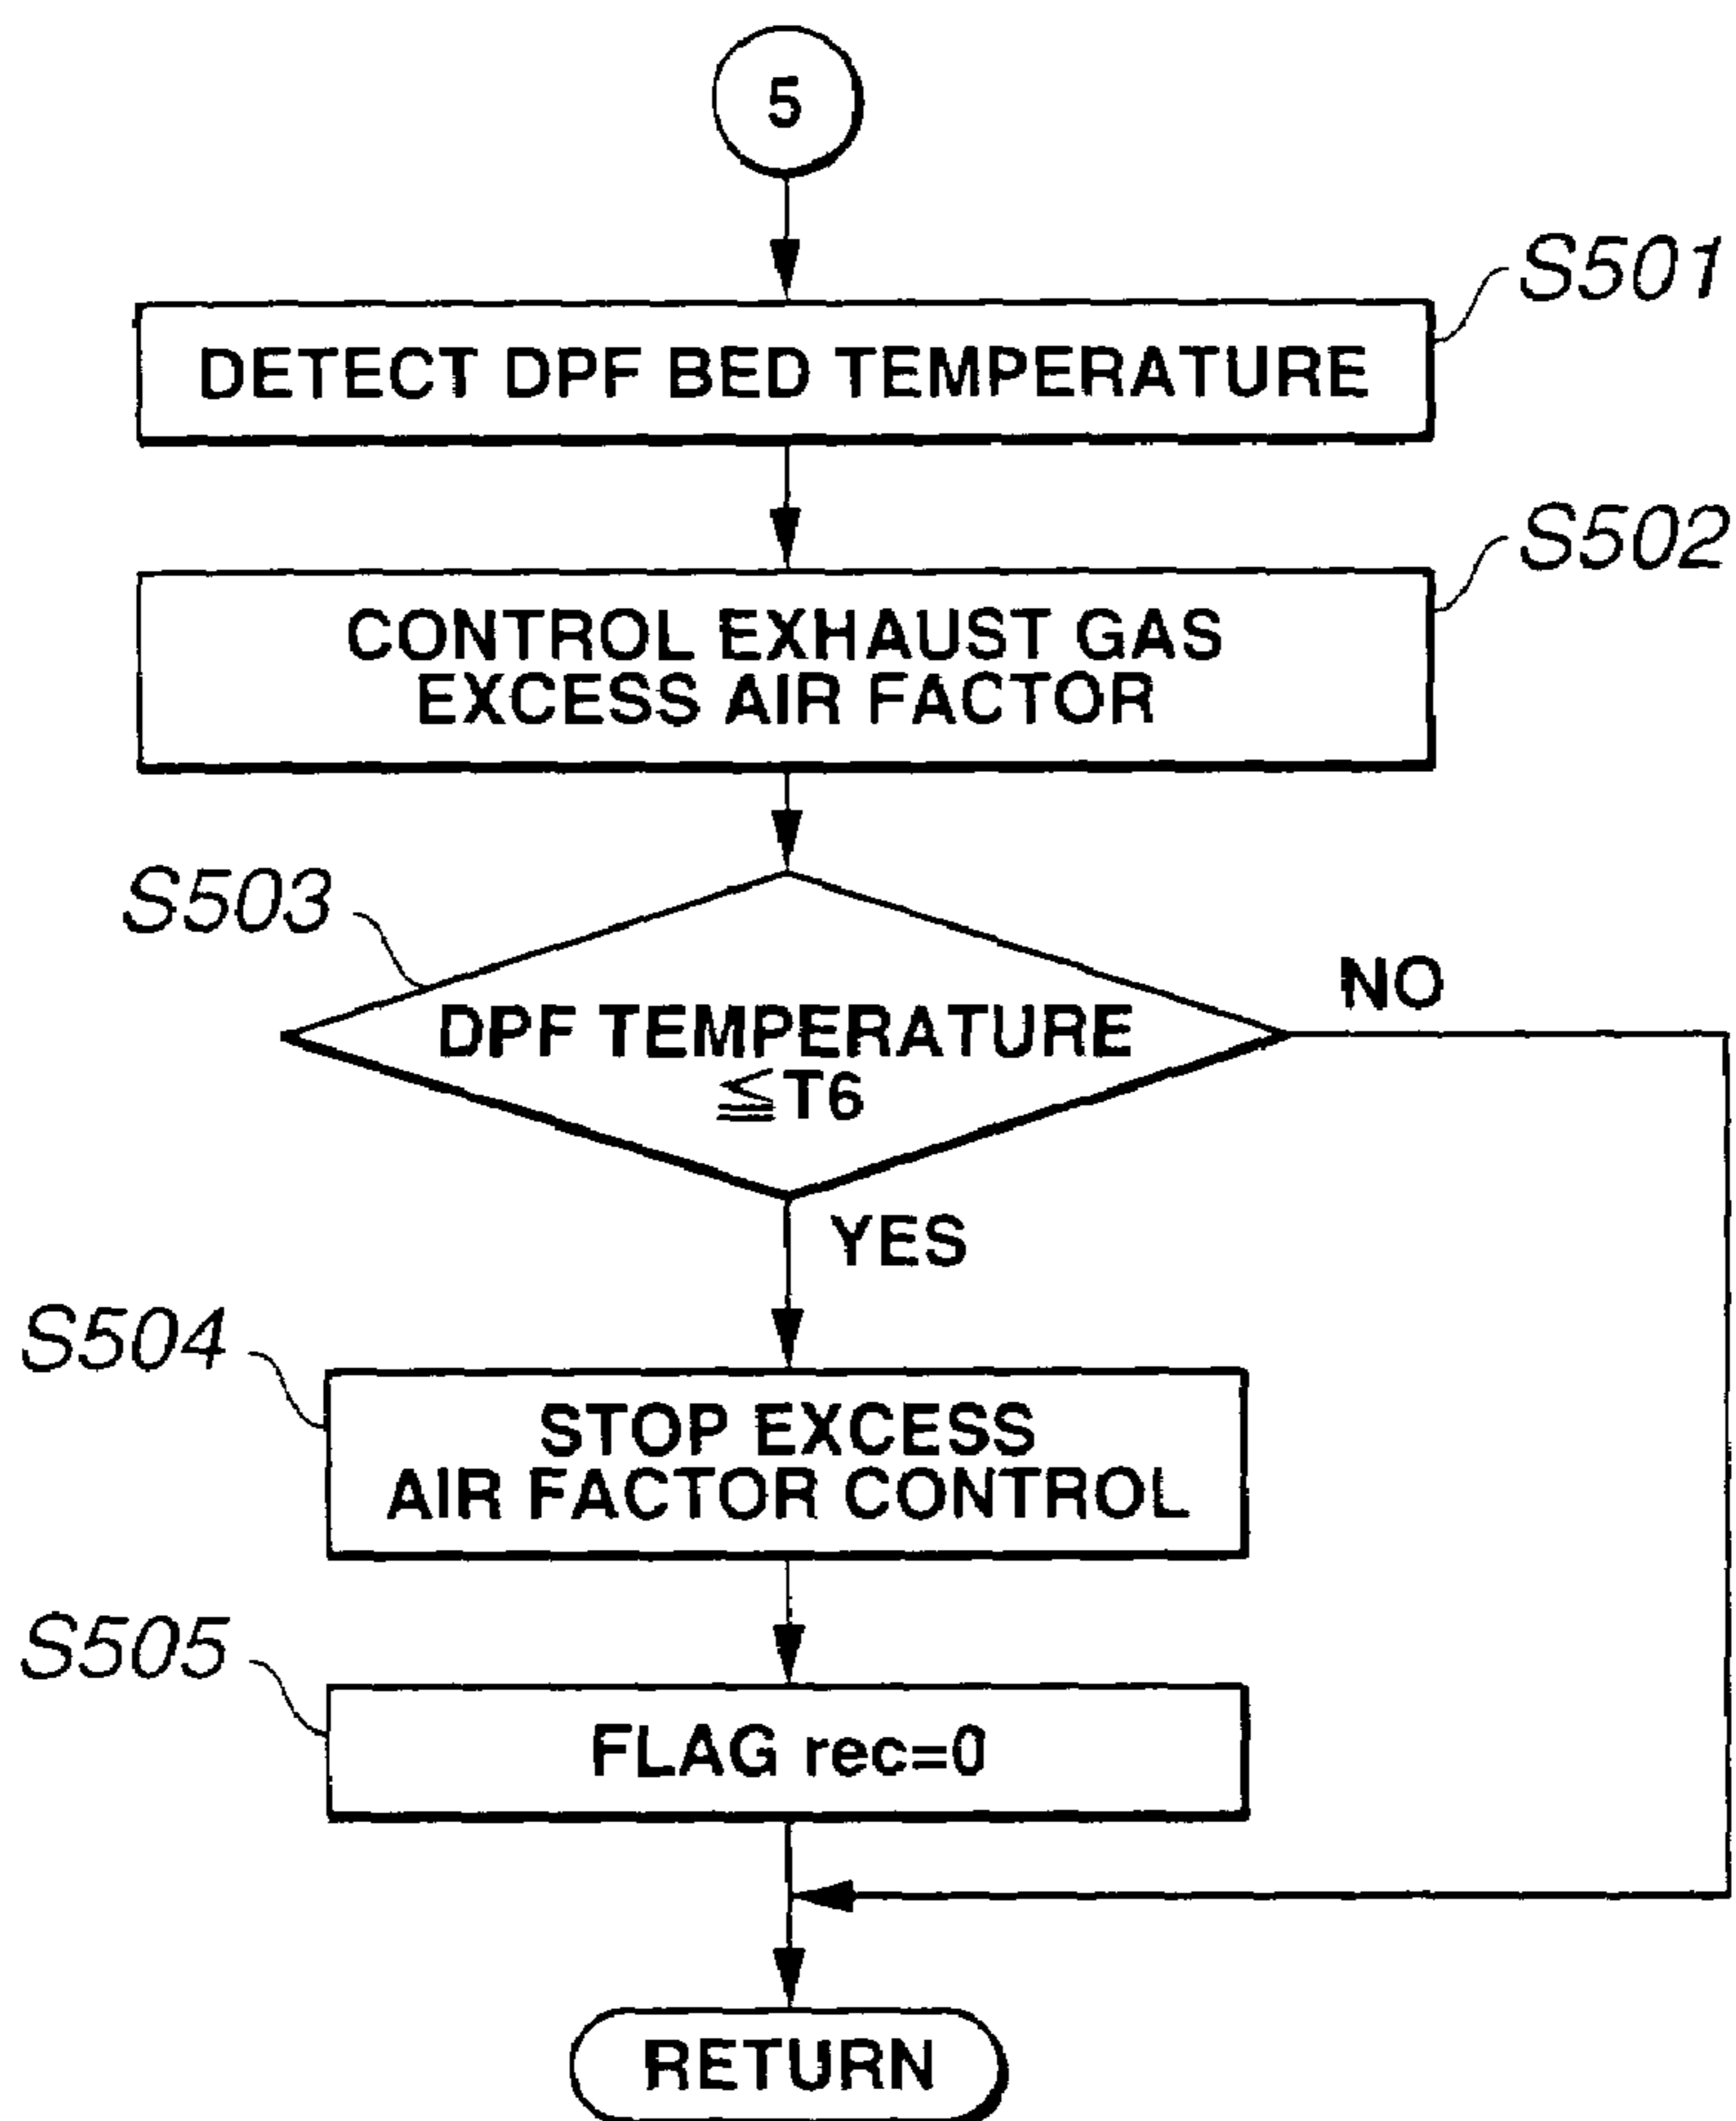 5
S501
DETECT DPF BED TEMPERATURE
S502
CONTROL EXHAUST GAS
EXCESS AIR FACTOR
S503
NO
DPF TEMPERATURE
≦T6
YES
S504
STOP EXCESS
AIR FACTOR CONTROL
S505
FLAG rec=0
RETURN